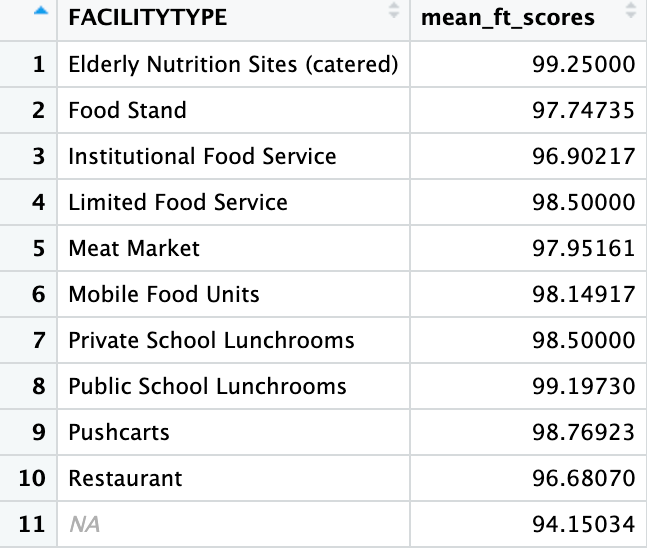 FACILITYTYPE mean_ft_scores
1 Elderly Nutrition Sites (catered) 99.25000
2 Food Stand 97.74735
3 Institutional Food Service 96.90217
4 Limited Food Service 98.50000
5 Meat Market 97.95161
6 Mobile Food Units 98.14917
7 Private School Lunchrooms 98.50000
8 Public School Lunchrooms 99.19730
9 Pushcarts 98.76923
10 Restaurant 96.68070
11 NA 94.15034